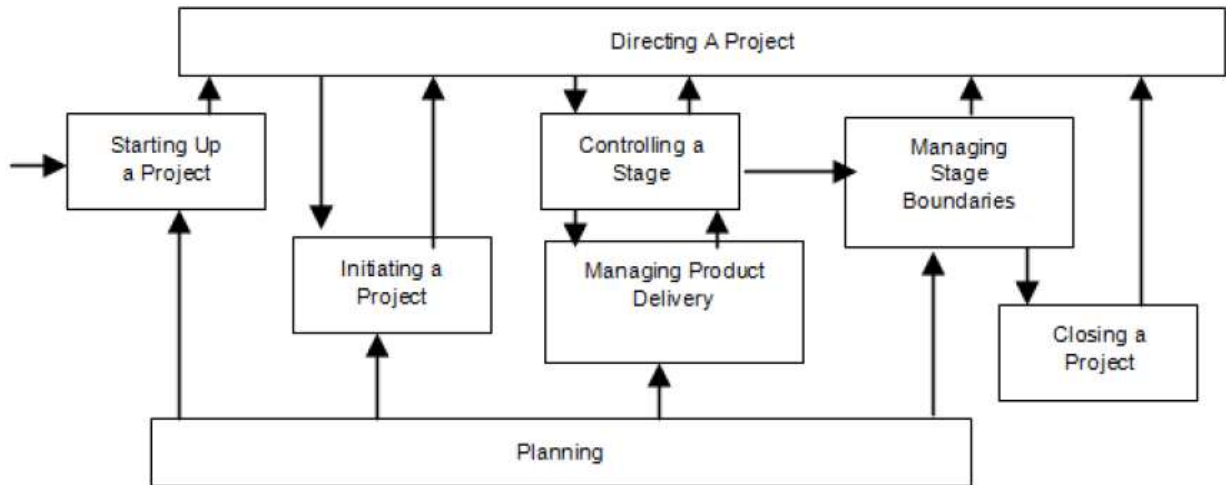 Directing A Project
Starting Up
a Project
Controlling a
Stage
Managing
Stage
Boundaries
Initiating a
Project
Managing Product
Delivery
Closing a
Project
Planning